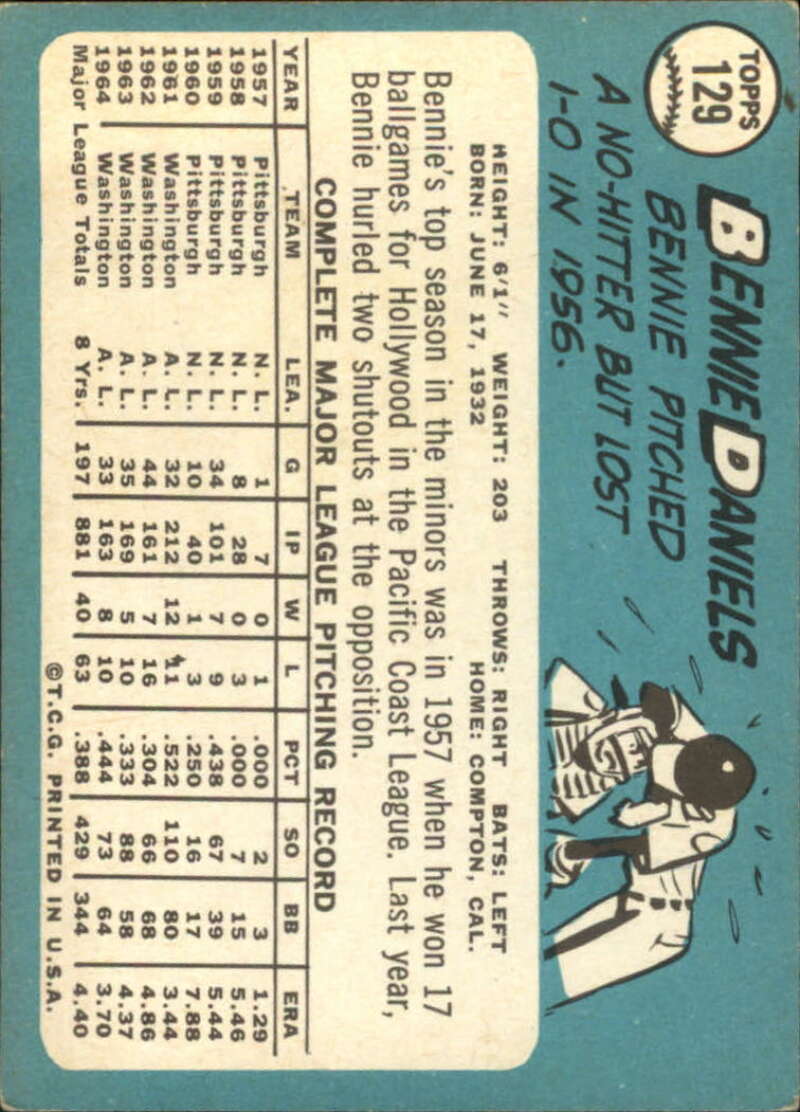 TOPPS
129
BENNIE DANIELS
BENNIE PITCHED
A NO-HITTER BUT LOST
1-0 IN 1956.
HEIGHT: 6'1" WEIGHT: 203 THROWS: RIGHT BATS: LEFT
BORN: JUNE 17, 1932 HOME: COMPTON, CAL.
Bennie's top season in the minors was in 1957 when he won 17
ballgames for Hollywood in the Pacific Coast League. Last year,
Bennie hurled two shutouts at the opposition.
COMPLETE MAJOR LEAGUE PITCHING RECORD
YEAR TEAM LEA. G IP W L PCT SO BB ERA
1957 Pittsburgh N. L. 1 7 0 1 .000 2 3 1.29
1958 Pittsburgh N. L. 8 28 0 3 .000 7 15 5.46
1959 Pittsburgh N. L. 34 101 7 9 .438 67 39 5.44
1960 Pittsburgh N. L. 10 40 1 3 .250 16 17 7.88
1961 Washington A. L. 32 212 12 11 .522 110 80 3.44
1962 Washington A. L. 44 161 7 16 .304 66 68 4.86
1963 Washington A. L. 35 169 5 10 .333 88 58 4.37
1964 Washington A. L. 33 163 8 10 .444 73 64 3.70
Major League Totals 8 Yrs. 197 881 40 63 .388 429 344 4.40
©T.C.G. PRINTED IN U.S.A.